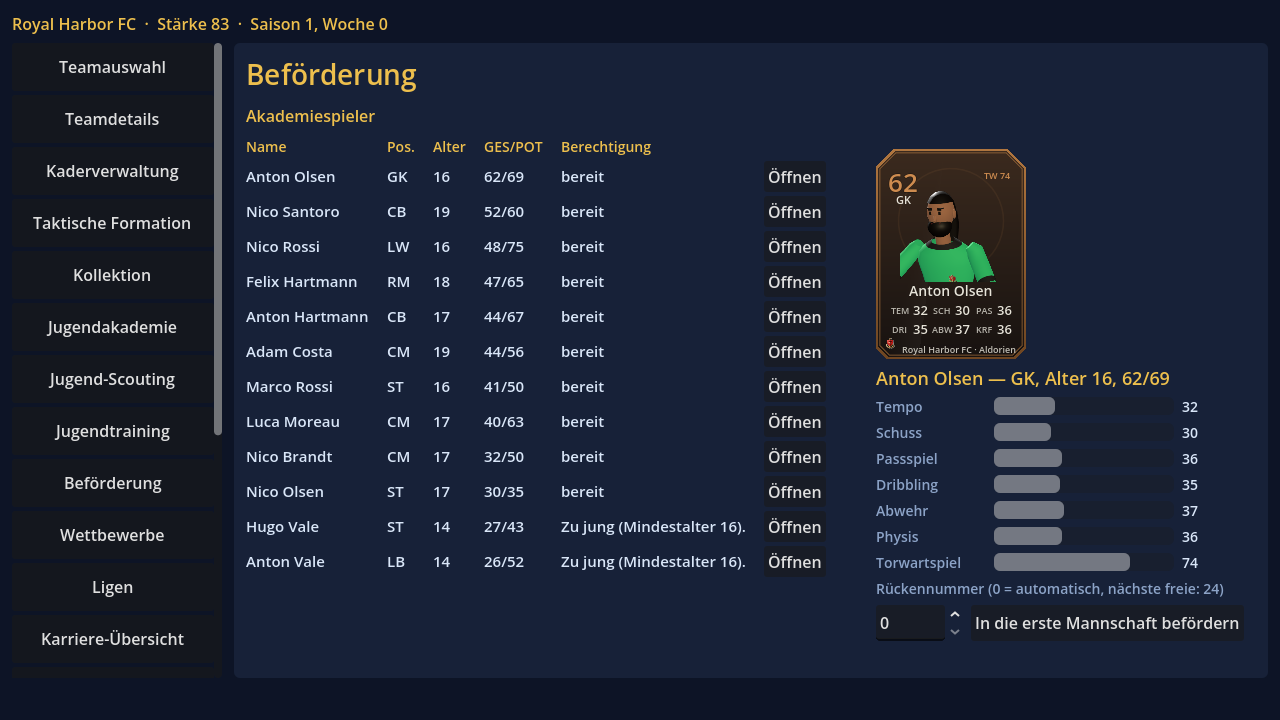 Royal Harbor FC · Stärke 83 · Saison 1, Woche 0
Teamauswahl
Teamdetails
Kaderverwaltung
Taktische Formation
Kollektion
Jugendakademie
Jugend-Scouting
Jugendtraining
Beförderung
Wettbewerbe
Ligen
Karriere-Übersicht
Beförderung
Akademiespieler
Name Pos. Alter GES/POT Berechtigung
Anton Olsen GK 16 62/69 bereit Öffnen
Nico Santoro CB 19 52/60 bereit Öffnen
Nico Rossi LW 16 48/75 bereit Öffnen
Felix Hartmann RM 18 47/65 bereit Öffnen
Anton Hartmann CB 17 44/67 bereit Öffnen
Adam Costa CM 19 44/56 bereit Öffnen
Marco Rossi ST 16 41/50 bereit Öffnen
Luca Moreau CM 17 40/63 bereit Öffnen
Nico Brandt CM 17 32/50 bereit Öffnen
Nico Olsen ST 17 30/35 bereit Öffnen
Hugo Vale ST 14 27/43 Zu jung (Mindestalter 16). Öffnen
Anton Vale LB 14 26/52 Zu jung (Mindestalter 16). Öffnen
62 TW 74
GK
Anton Olsen
TEM 32 SCH 30 PAS 36
DRI 35 ABW 37 KRF 36
Royal Harbor FC · Aldorien
Anton Olsen — GK, Alter 16, 62/69
Tempo 32
Schuss 30
Passspiel 36
Dribbling 35
Abwehr 37
Physis 36
Torwartspiel 74
Rückennummer (0 = automatisch, nächste freie: 24)
0 In die erste Mannschaft befördern